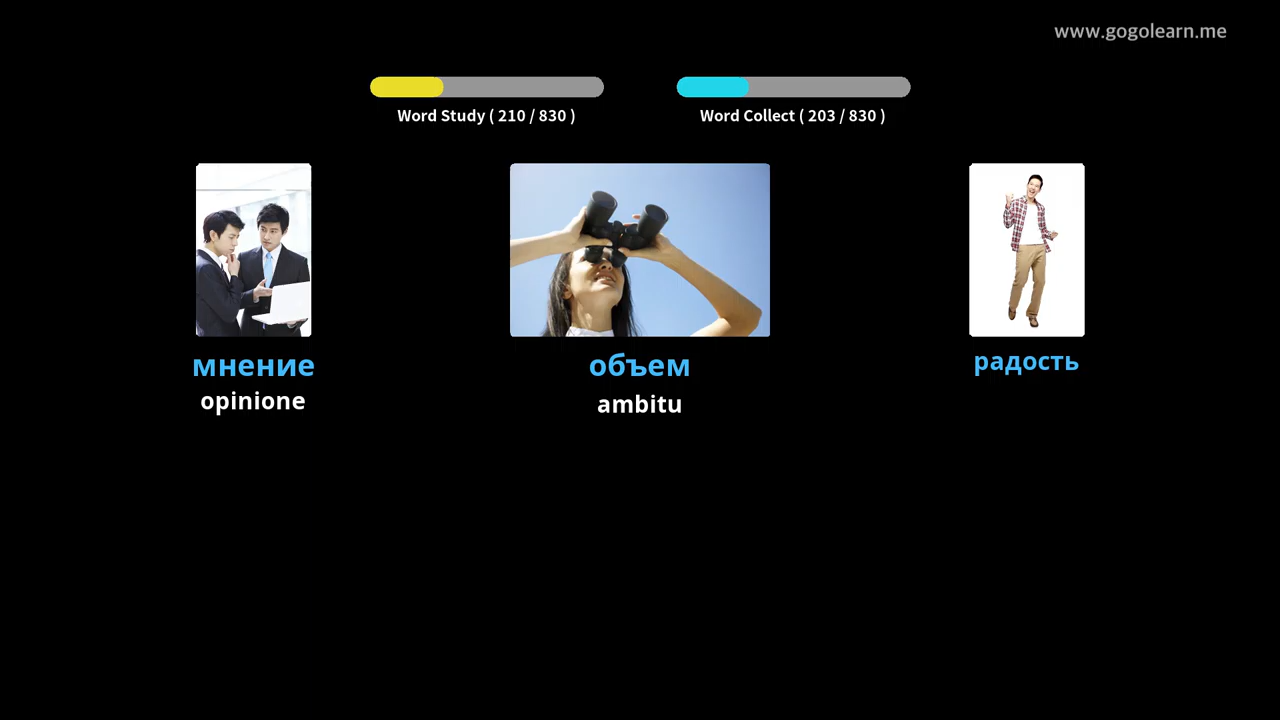 www.gogolearn.me
Word Study ( 210 / 830 )
Word Collect ( 203 / 830 )
мнение
opinione
объем
ambitu
радость